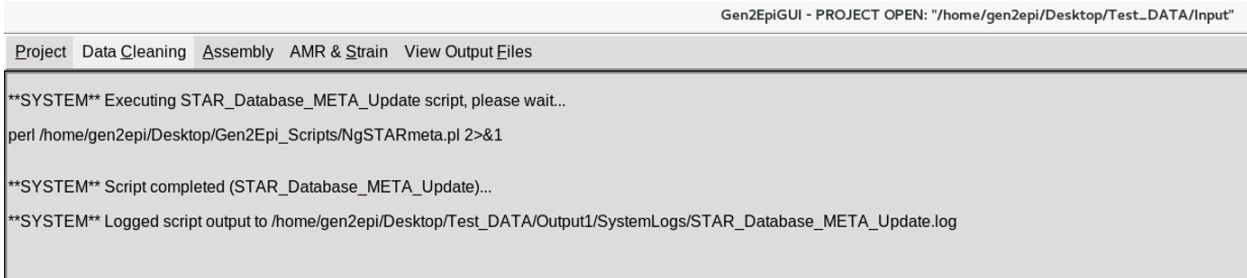 Gen2EpiGUI - PROJECT OPEN: "/home/gen2epi/Desktop/Test_DATA/Input"
Project Data Cleaning Assembly AMR & Strain View Output Files
**SYSTEM** Executing STAR_Database_META_Update script, please wait...
perl /home/gen2epi/Desktop/Gen2Epi_Scripts/NgSTARmeta.pl 2>&1
**SYSTEM** Script completed (STAR_Database_META_Update)...
**SYSTEM** Logged script output to /home/gen2epi/Desktop/Test_DATA/Output1/SystemLogs/STAR_Database_META_Update.log